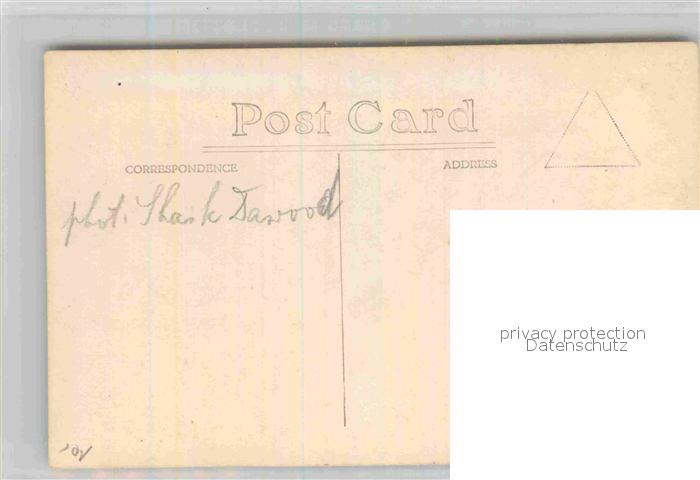 Post Card
CORRESPONDENCE
ADDRESS
phot. Shaik Dawood
privacy protection
Datenschutz